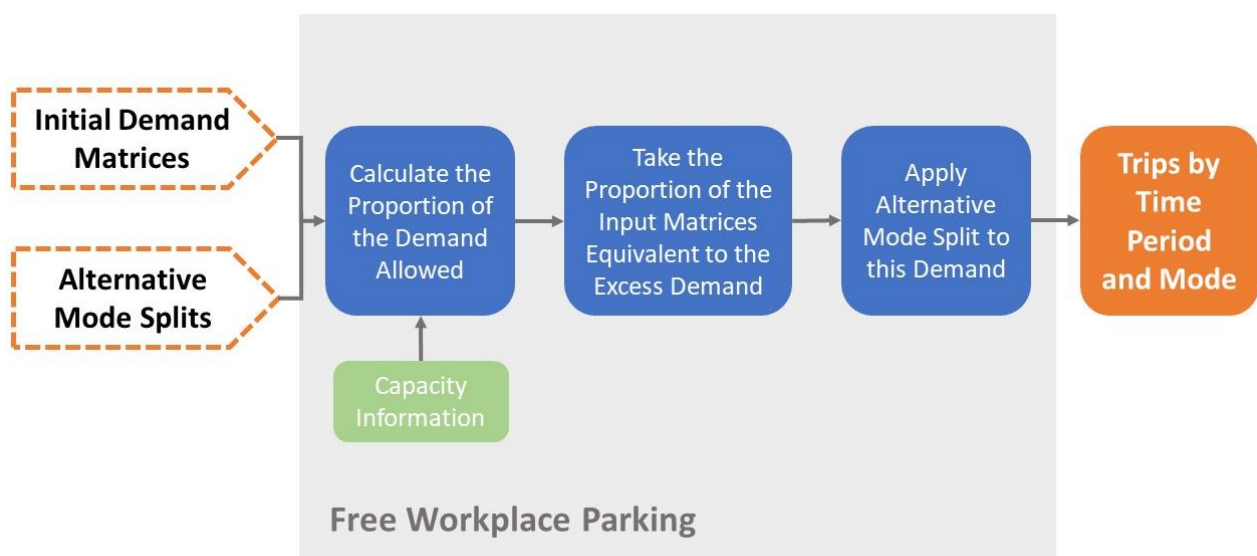 Initial Demand
Matrices
Alternative
Mode Splits
Calculate the
Proportion of
the Demand
Allowed
Capacity
Information
Take the
Proportion of the
Input Matrices
Equivalent to the
Excess Demand
Apply
Alternative
Mode Split to
this Demand
Trips by
Time
Period
and Mode
Free Workplace Parking